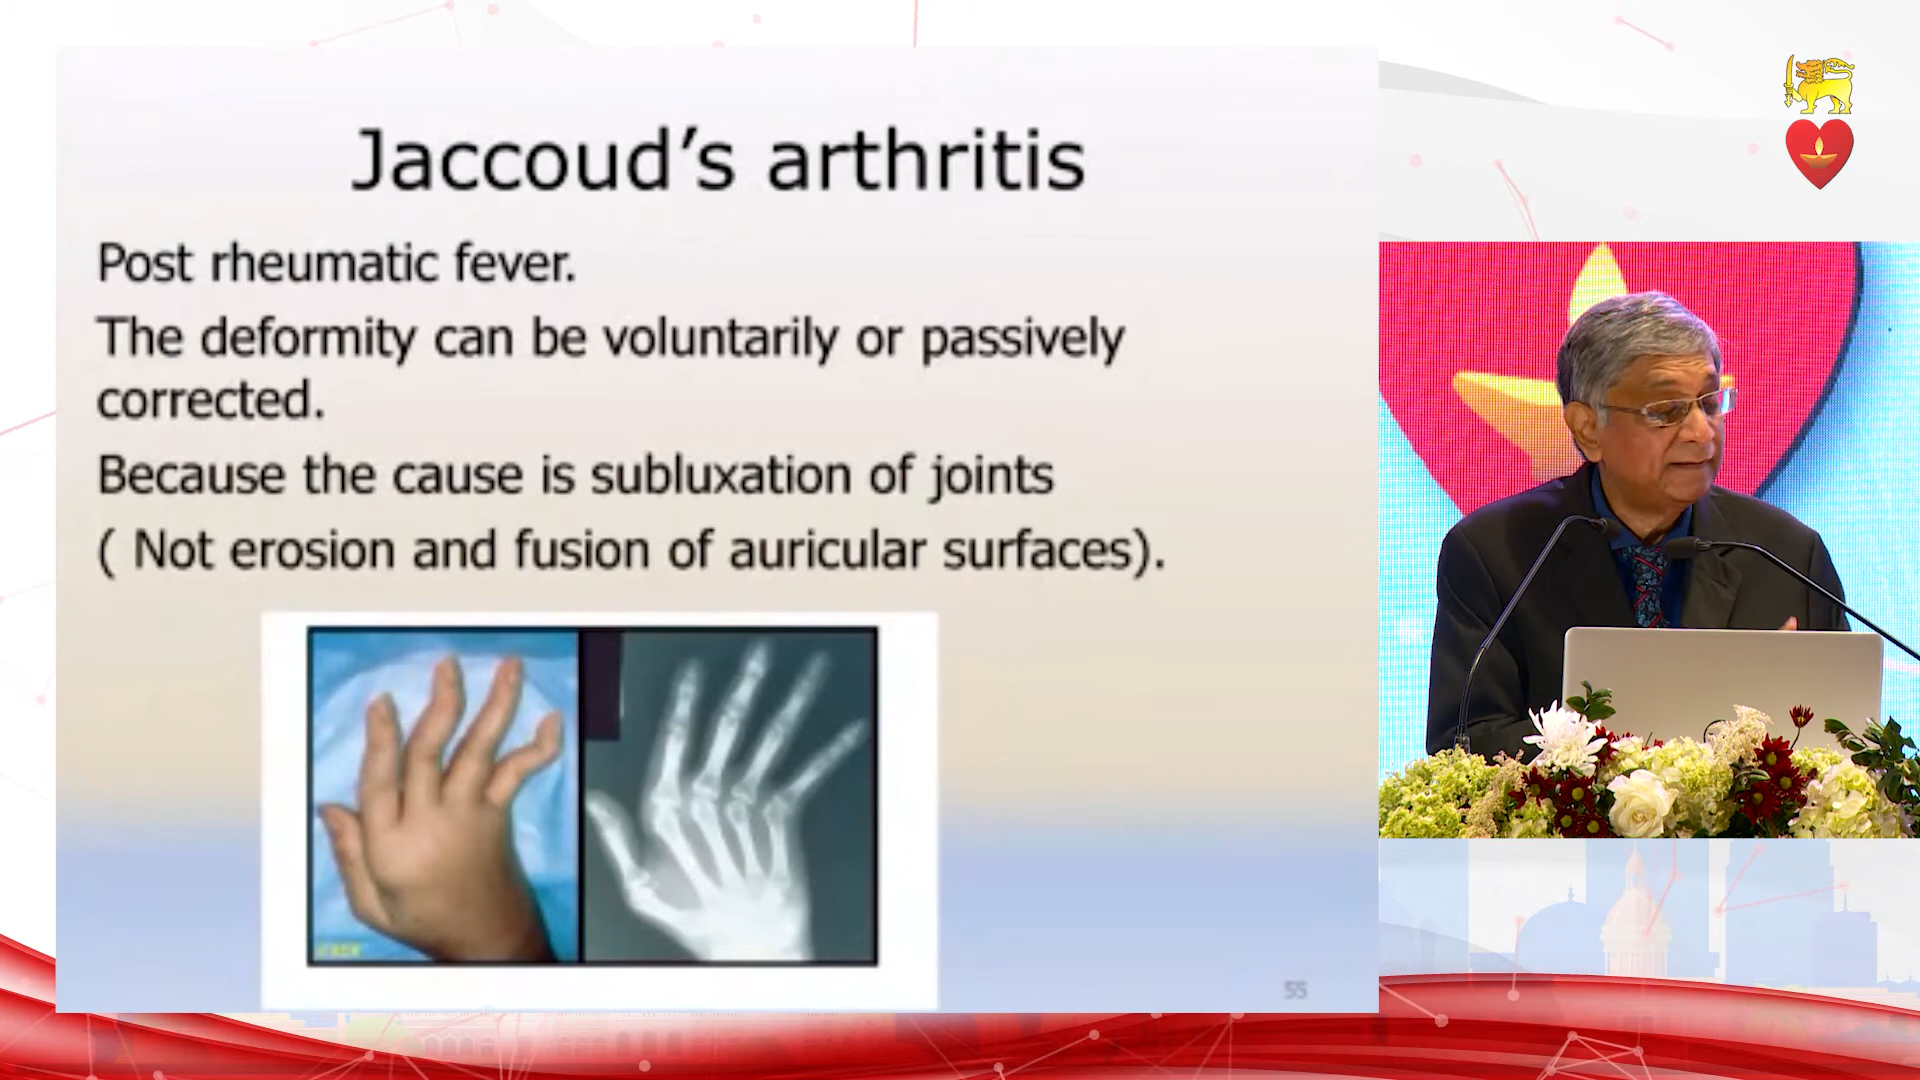 Jaccoud’s arthritis
Post rheumatic fever.
The deformity can be voluntarily or passively
corrected.
Because the cause is subluxation of joints
( Not erosion and fusion of auricular surfaces).
55